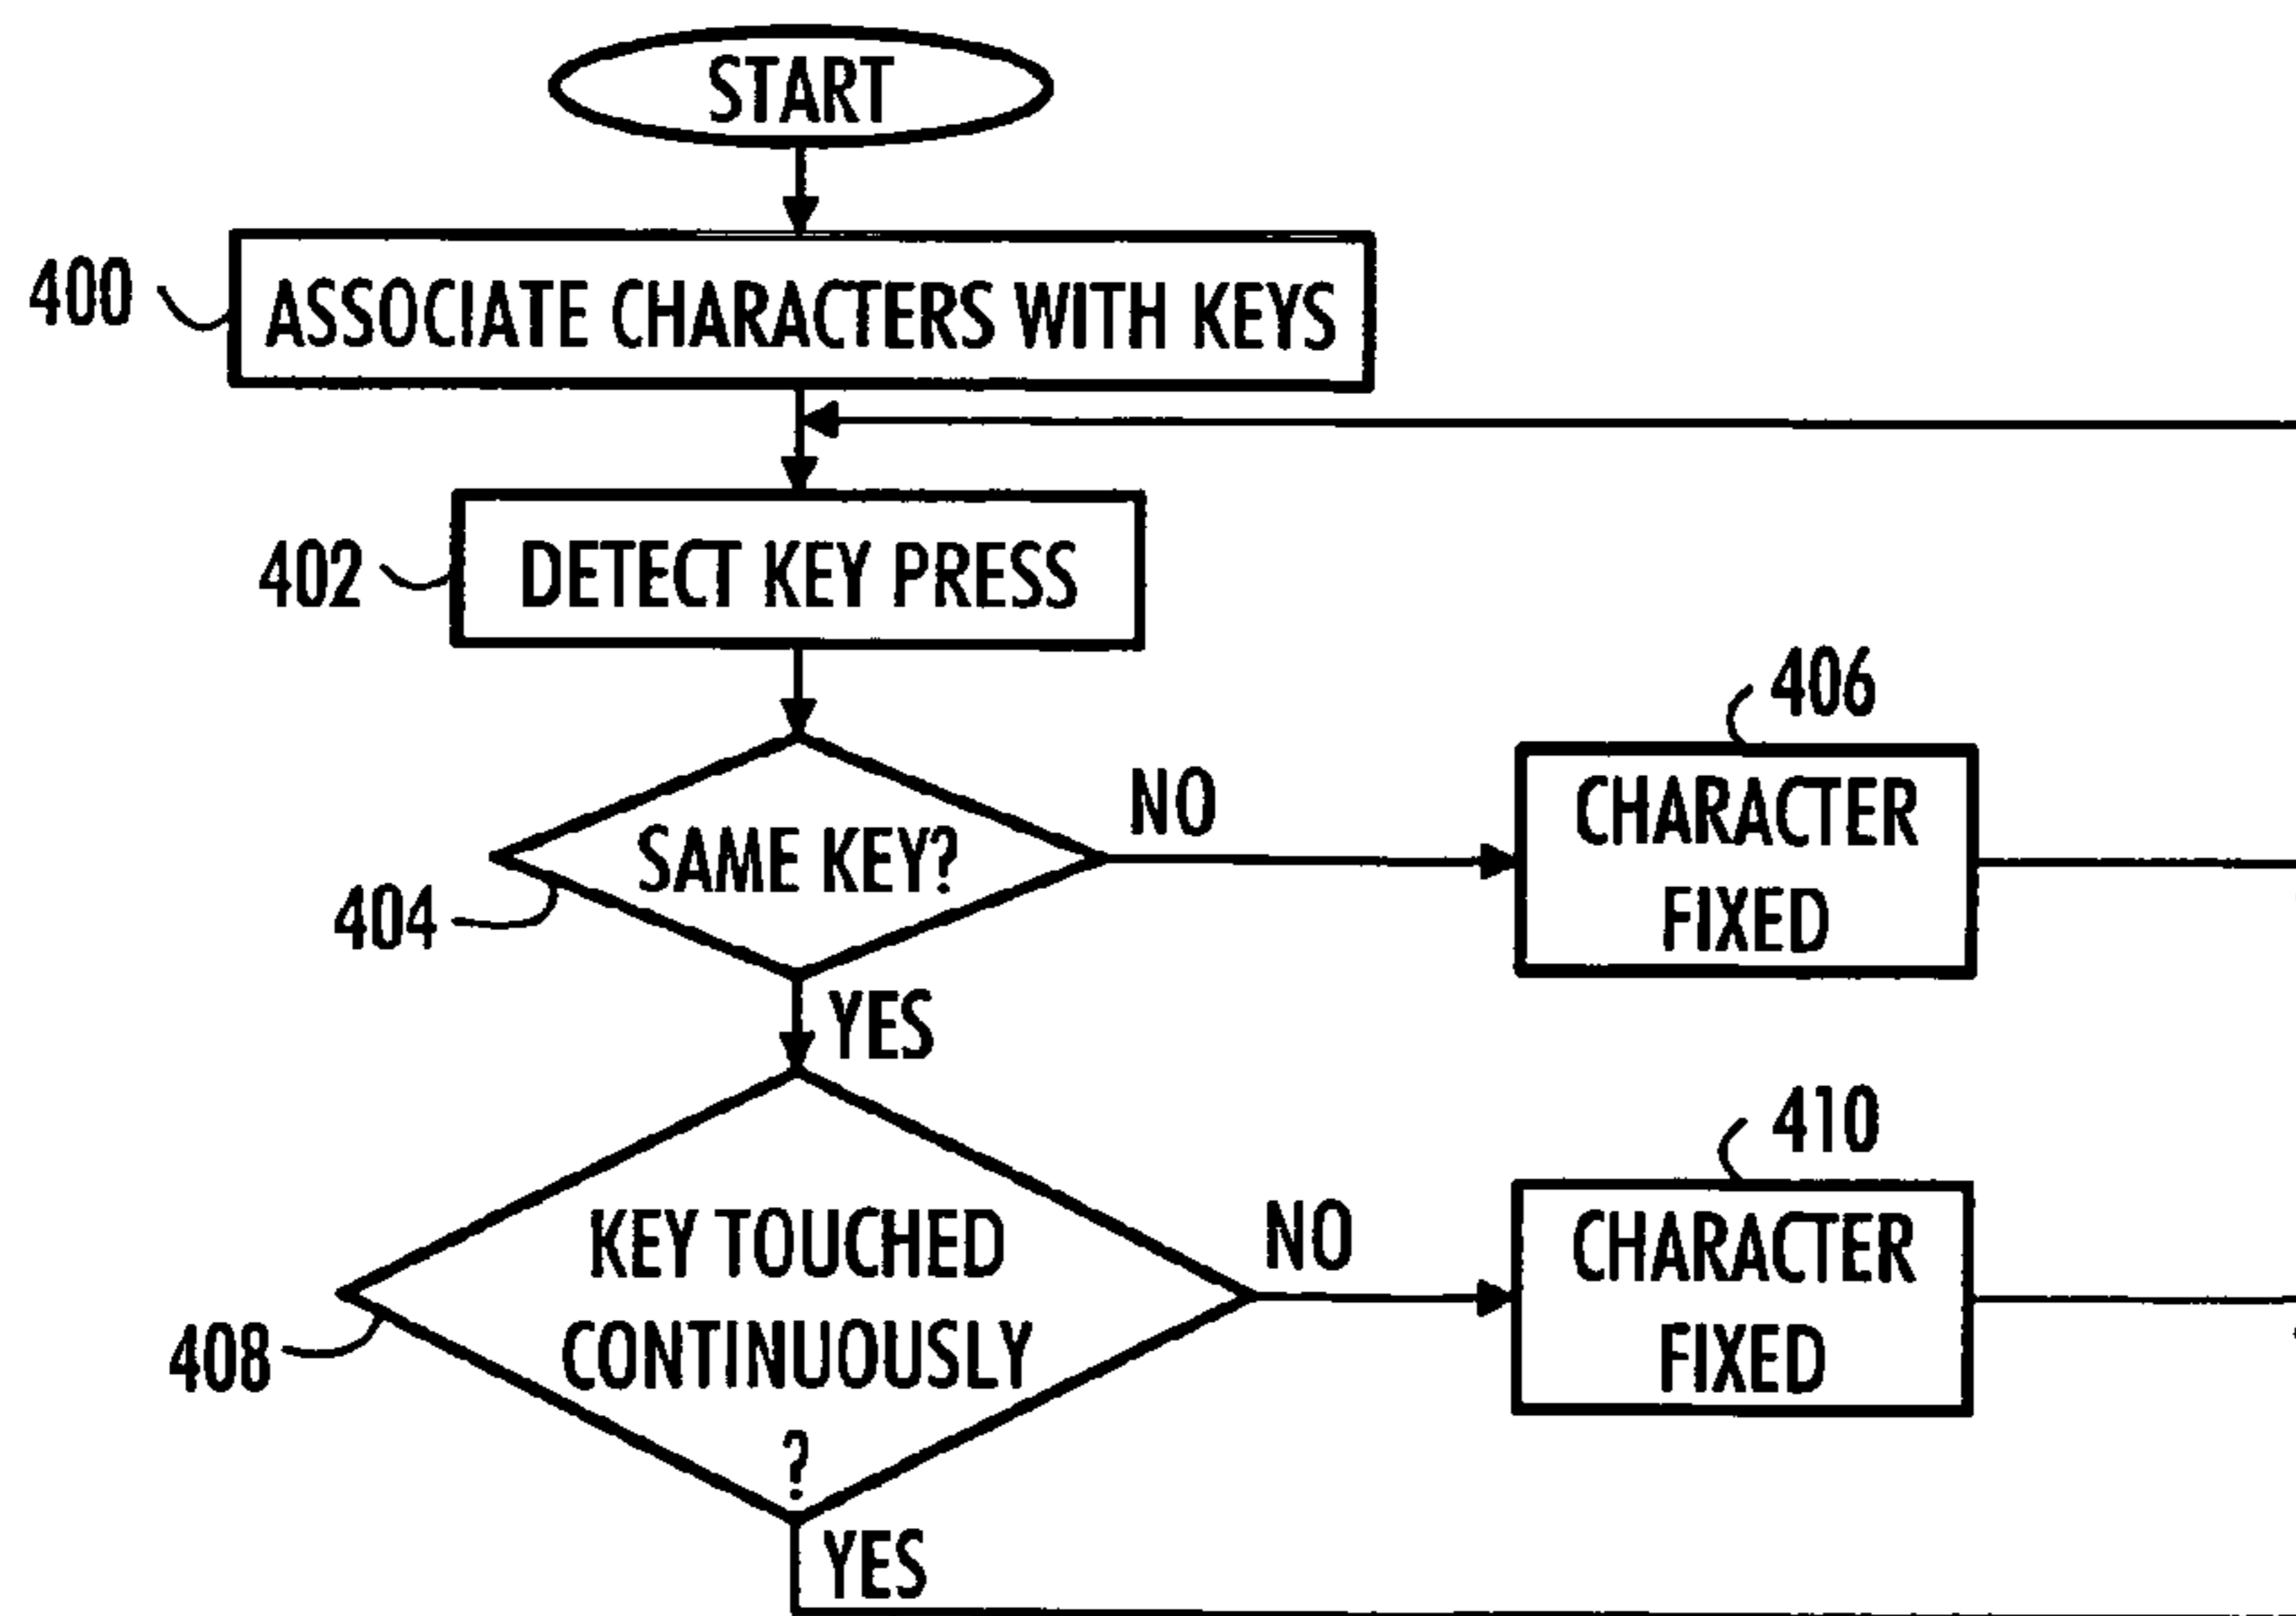 START
400
ASSOCIATE CHARACTERS WITH KEYS
402
DETECT KEY PRESS
406
SAME KEY?
NO
CHARACTER
FIXED
404
YES
410
KEY TOUCHED
CONTINUOUSLY
?
NO
CHARACTER
FIXED
408
YES